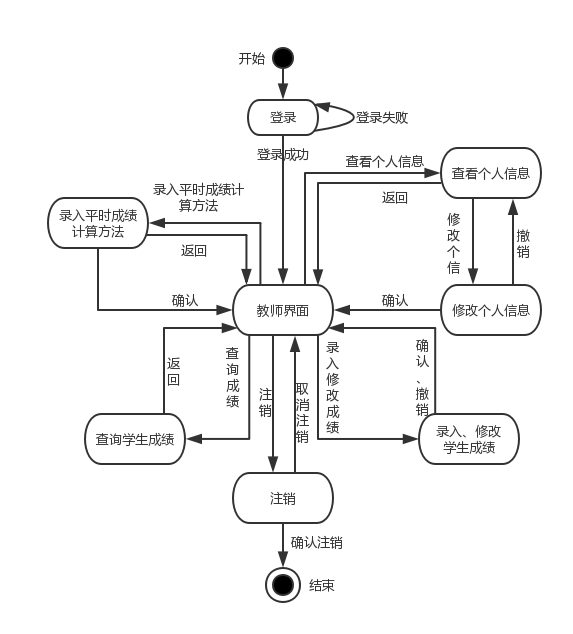 开始
登录
登录失败
登录成功
查看个人信息
查看个人信息
返回
录入平时成绩计
算方法
录入平时成绩
计算方法
返回
修
改
个
信
撤
销
确认
教师界面
确认
修改个人信息
返
回
查
询
成
绩
注
销
取
消
注
销
录
入
修
改
成
绩
确
认
、
撤
销
查询学生成绩
录入、修改
学生成绩
注销
确认注销
结束